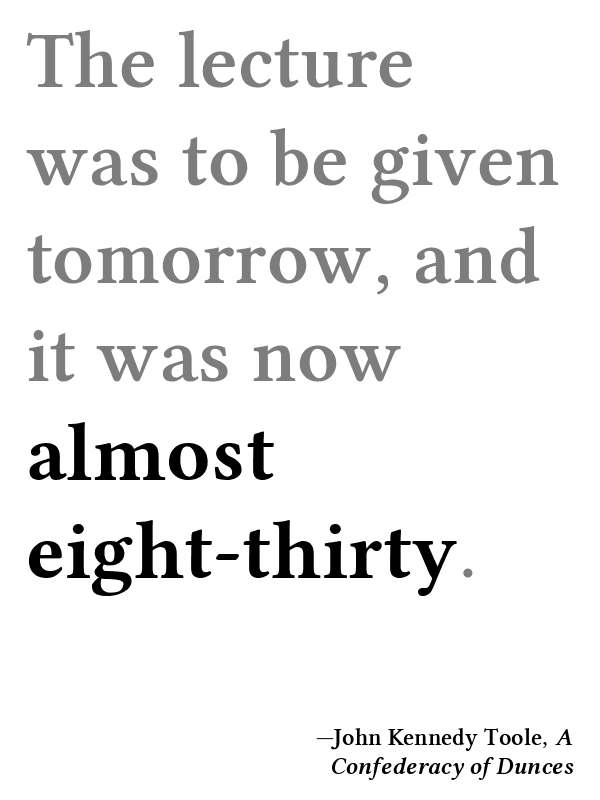 The lecture
was to be given
tomorrow, and
it was now
almost
eight-thirty.
—John Kennedy Toole, A
Confederacy of Dunces